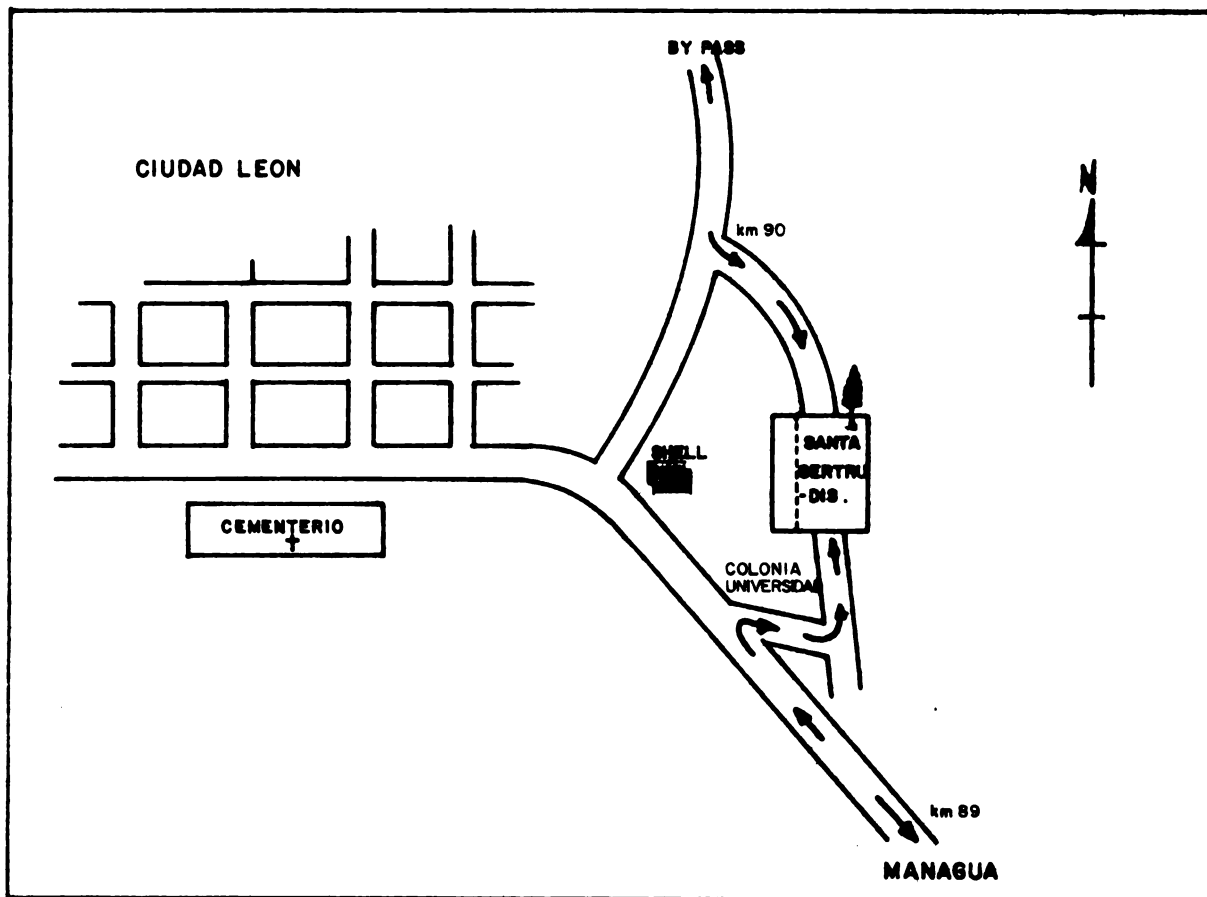 BY PASS
CIUDAD LEON
N
km 90
SHELL
SANTA
GERTRU
-DIS.
CEMENTERIO
COLONIA
UNIVERSIDAD
km 89
MANAGUA